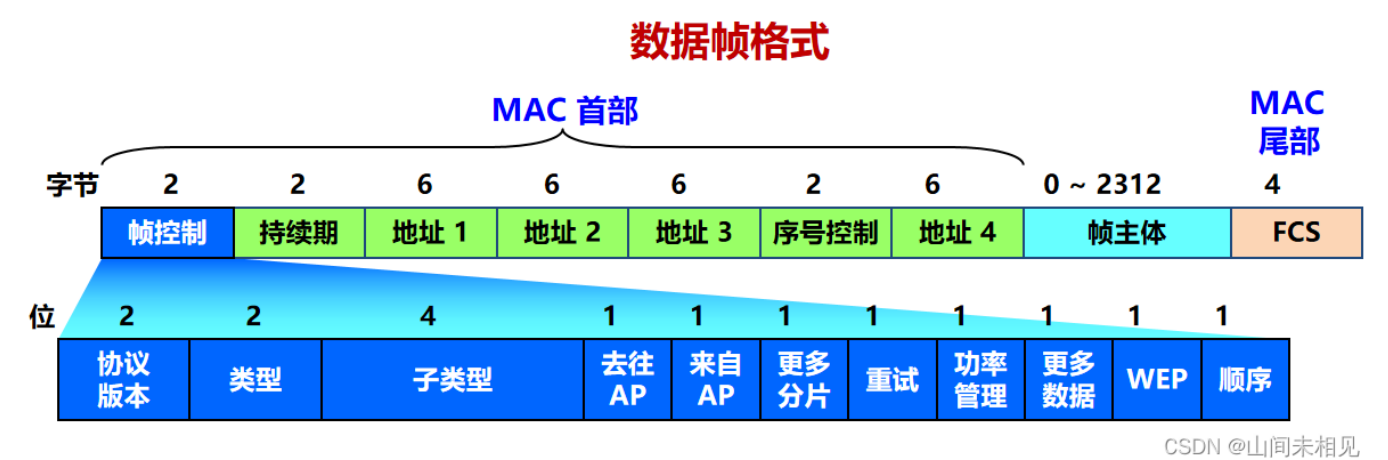 数据帧格式
MAC 首部
MAC
尾部
字节 2 2 6 6 6 2 6 0 ~ 2312 4
帧控制 持续期 地址 1 地址 2 地址 3 序号控制 地址 4 帧主体 FCS
位 2 2 4 1 1 1 1 1 1 1 1
协议 去往 来自 更多 功率 更多
类型 子类型 重试 WEP 顺序
版本 AP AP 分片 管理 数据
CSDN @山间未相见